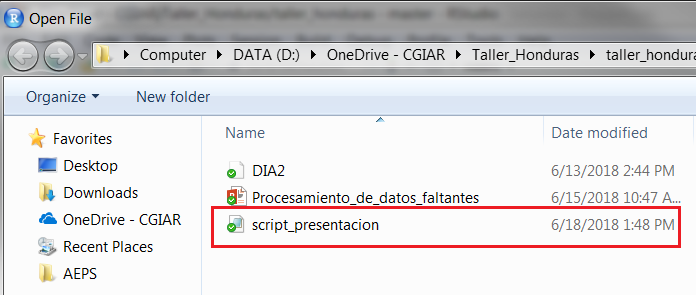 Open File
Computer DATA (D:) OneDrive - CGIAR Taller_Honduras taller_hondura
Organize New folder
Favorites
Desktop
Downloads
OneDrive - CGIAR
Recent Places
AEPS
Name Date modified
DIA2 6/13/2018 2:44 PM
Procesamiento_de_datos_faltantes 6/15/2018 10:47 A...
script_presentacion 6/18/2018 1:48 PM